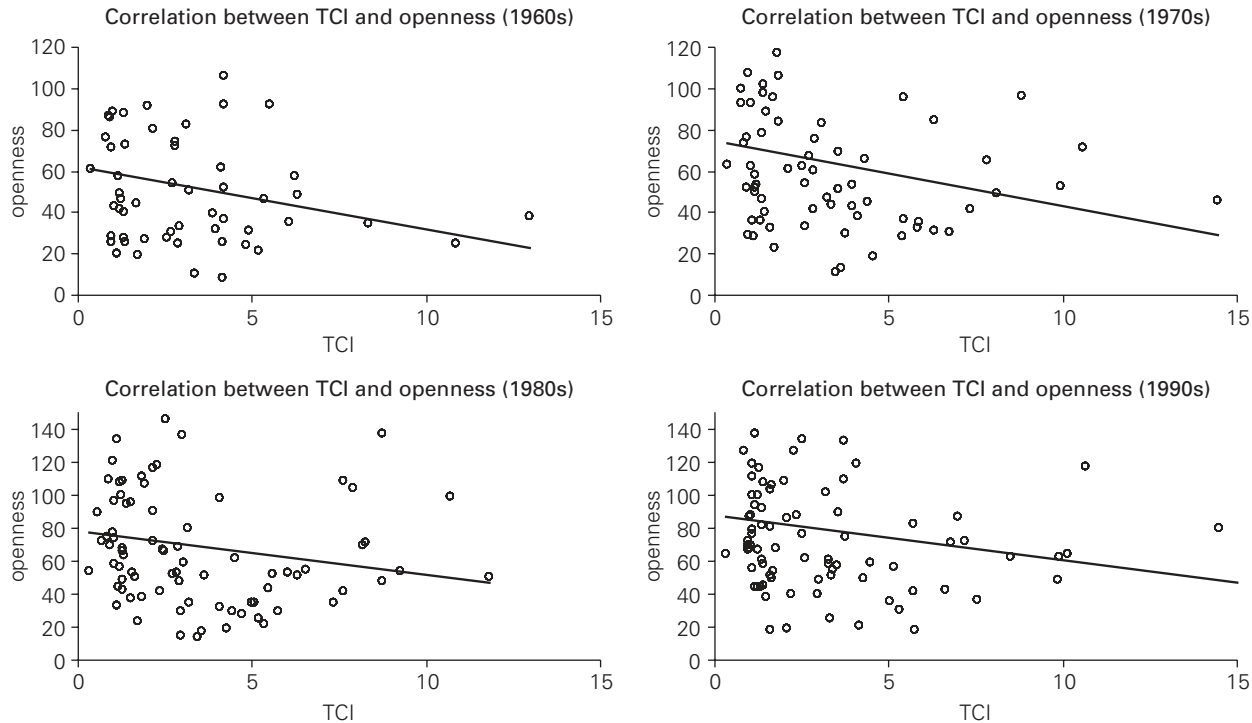 Correlation between TCI and openness (1960s)
120
100
80
60
40
20
0
openness
0 5 10 15
TCI
Correlation between TCI and openness (1970s)
120
100
80
60
40
20
0
openness
0 5 10 15
TCI
Correlation between TCI and openness (1980s)
140
120
100
80
60
40
20
0
openness
0 5 10 15
TCI
Correlation between TCI and openness (1990s)
140
120
100
80
60
40
20
0
openness
0 5 10 15
TCI